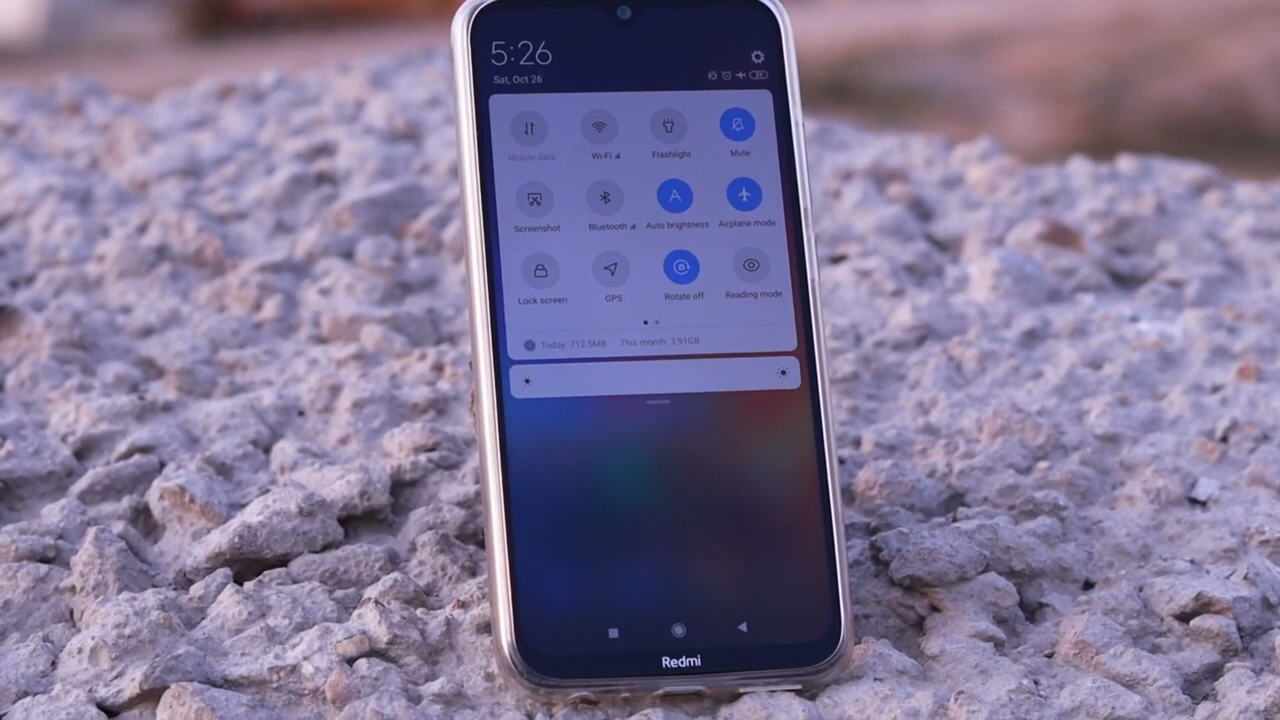 5:26
Sat, Oct 26
Mobile data Wi-Fi Flashlight Mute
Screenshot Bluetooth Auto brightness Airplane mode
Lock screen GPS Rotate off Reading mode
Today: 712.5MB This month: 3.91GB
Redmi